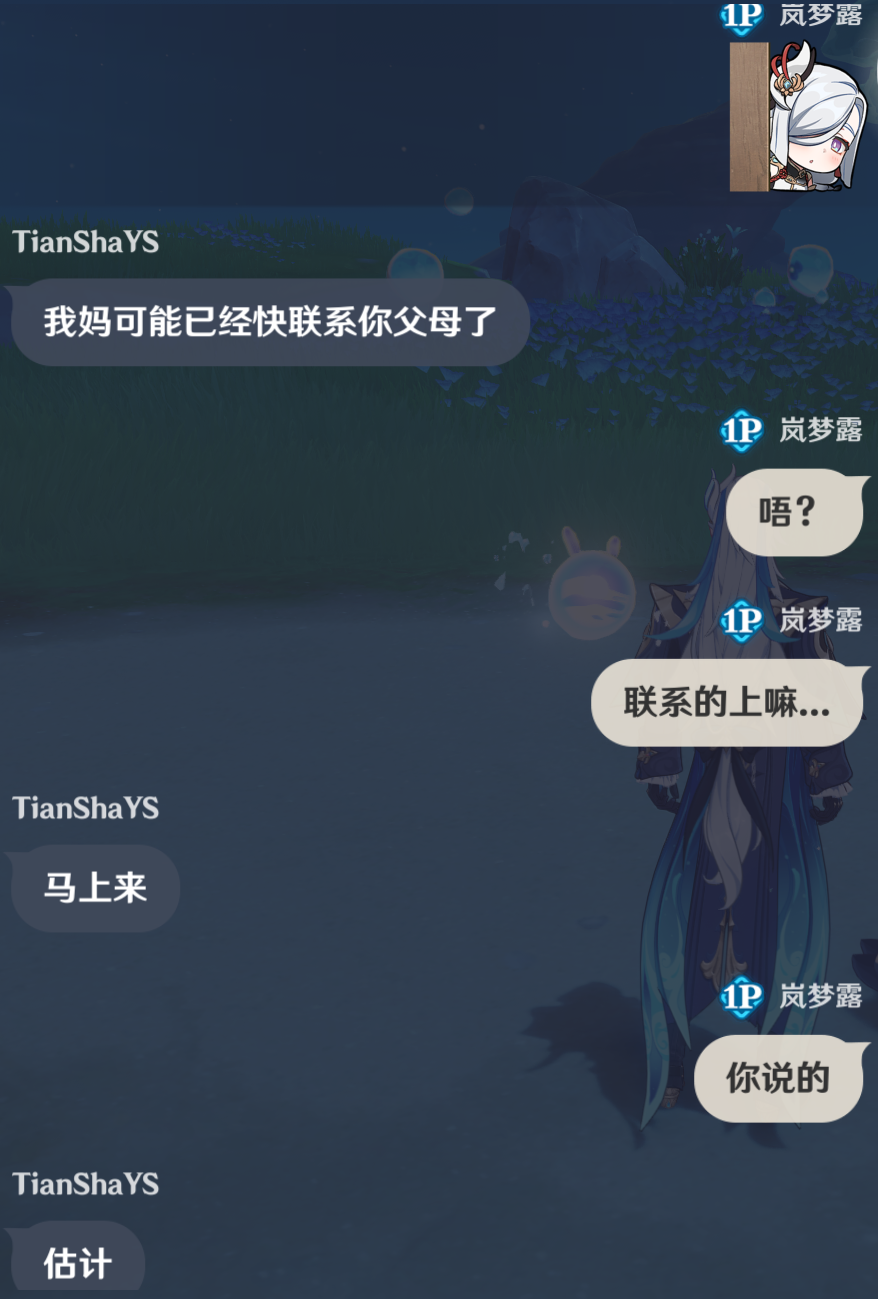 1P 岚梦露
TianShaYS
我妈可能已经快联系你父母了
1P 岚梦露
唔？
1P 岚梦露
联系的上嘛...
TianShaYS
马上来
1P 岚梦露
你说的
TianShaYS
估计